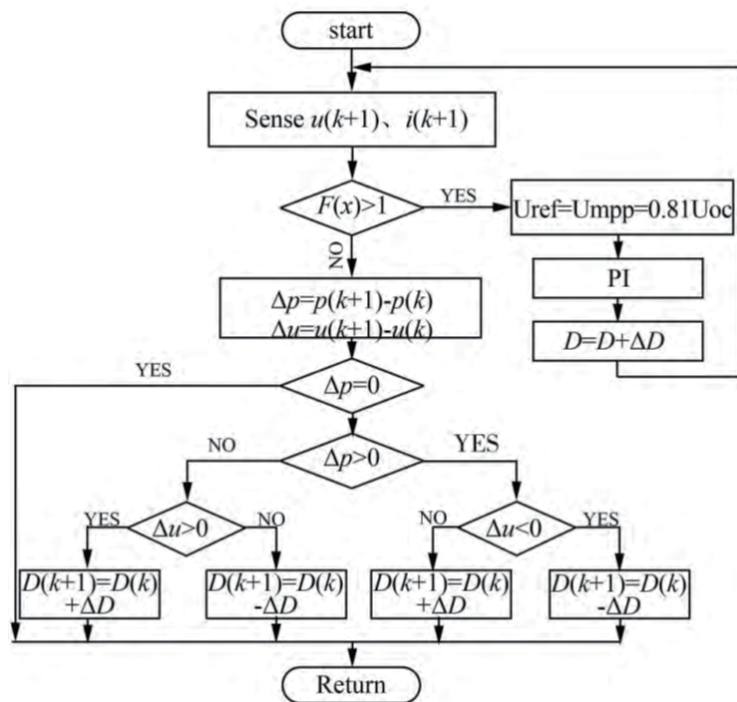 start
Sense u(k+1)、i(k+1)
F(x)>1
YES
Uref=Umpp=0.81Uoc
NO
PI
Δp=p(k+1)-p(k)
Δu=u(k+1)-u(k)
D=D+ΔD
YES
Δp=0
NO
Δp>0
YES
YES
Δu>0
NO
NO
Δu<0
YES
D(k+1)=D(k)
+ΔD
D(k+1)=D(k)
-ΔD
D(k+1)=D(k)
+ΔD
D(k+1)=D(k)
-ΔD
Return